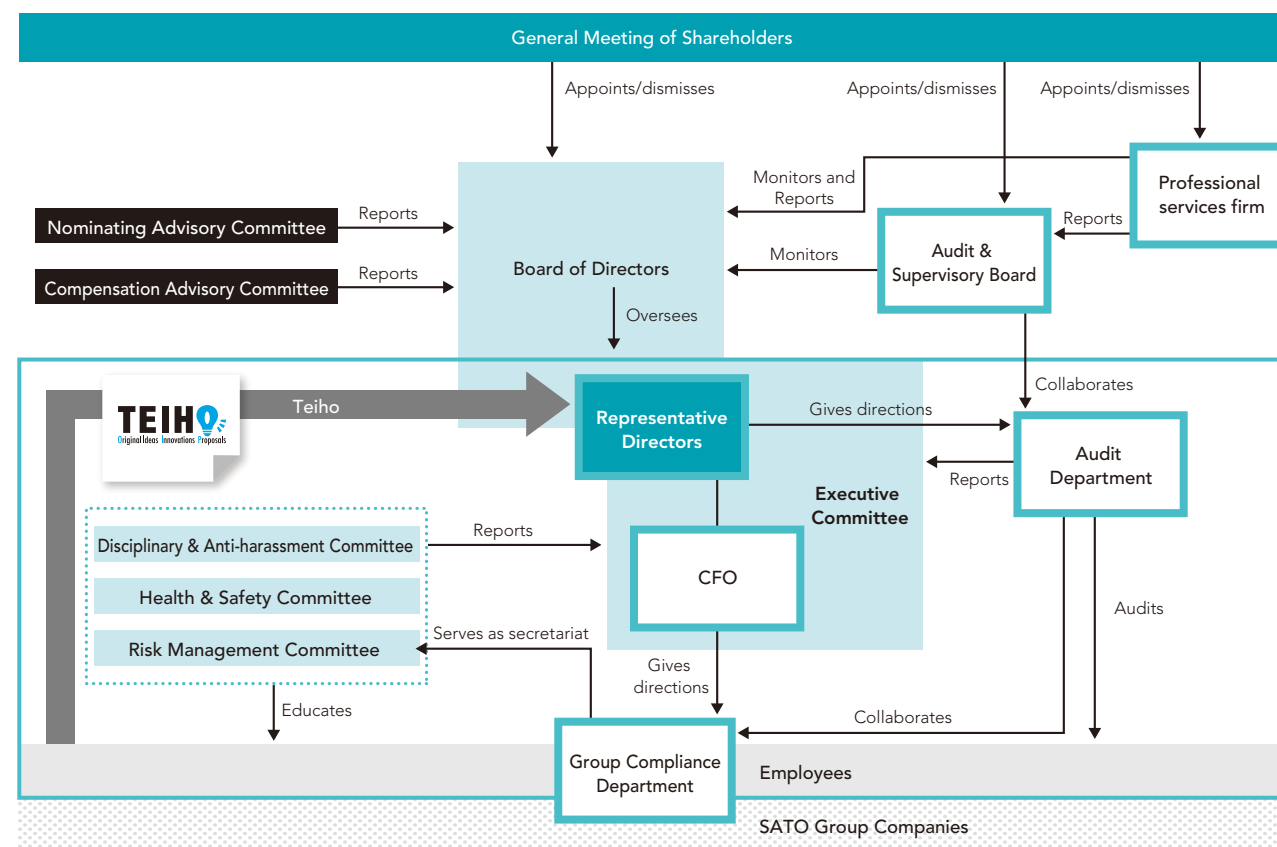 General Meeting of Shareholders
Appoints/dismisses
Appoints/dismisses
Appoints/dismisses
Professional
services firm
Monitors and
Reports
Reports
Nominating Advisory Committee
Reports
Compensation Advisory Committee
Reports
Board of Directors
Oversees
Monitors
Audit &
Supervisory Board
Collaborates
TEIHO
Original Ideas Innovations Proposals
Teiho
Representative
Directors
Gives directions
Audit
Department
Reports
Executive
Committee
Disciplinary & Anti-harassment Committee
Health & Safety Committee
Risk Management Committee
Reports
CFO
Audits
Serves as secretariat
Gives
directions
Educates
Collaborates
Group Compliance
Department
Employees
SATO Group Companies